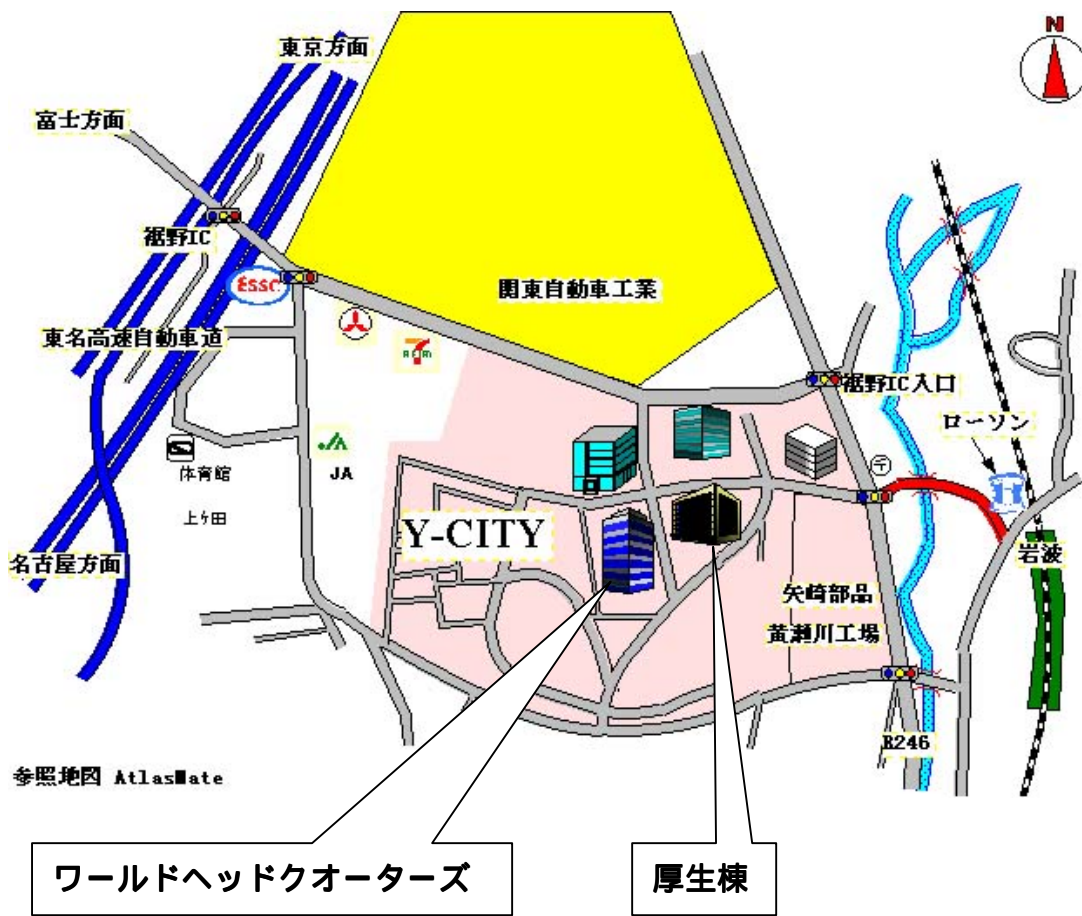 N
東京方面
富士方面
裾野IC
ESSO
関東自動車工業
東名高速自動車道
裾野IC入口
ローソン
〒
体育館
JA
上ケ田
Y-CITY
名古屋方面
岩波
矢崎部品
黄瀬川工場
R246
参照地図 AtlasMate
ワールドヘッドクオーターズ
厚生棟